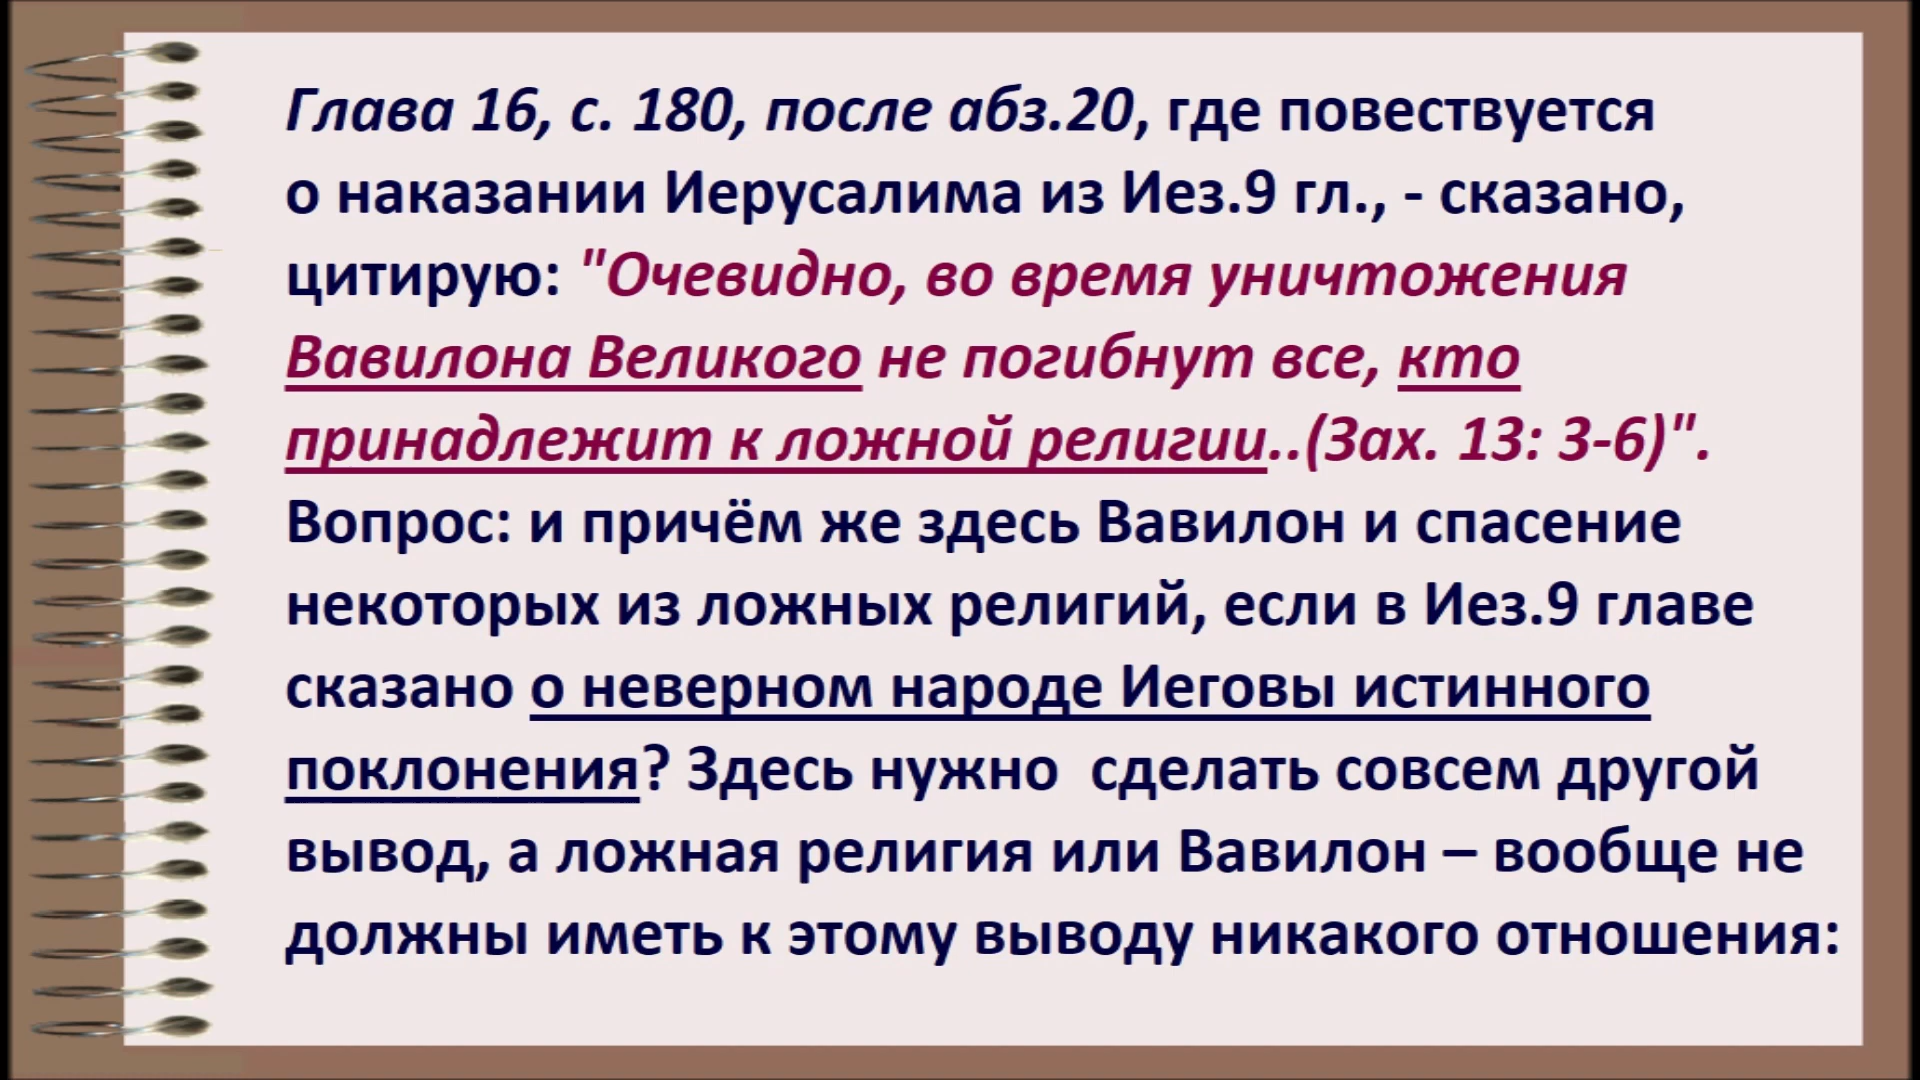 Глава 16, с. 180, после абз.20, где повествуется
о наказании Иерусалима из Иез.9 гл., - сказано,
цитирую: "Очевидно, во время уничтожения
Вавилона Великого не погибнут все, кто
принадлежит к ложной религии..(Зах. 13: 3-6)".
Вопрос: и причём же здесь Вавилон и спасение
некоторых из ложных религий, если в Иез.9 главе
сказано о неверном народе Иеговы истинного
поклонения? Здесь нужно  сделать совсем другой
вывод, а ложная религия или Вавилон – вообще не
должны иметь к этому выводу никакого отношения: